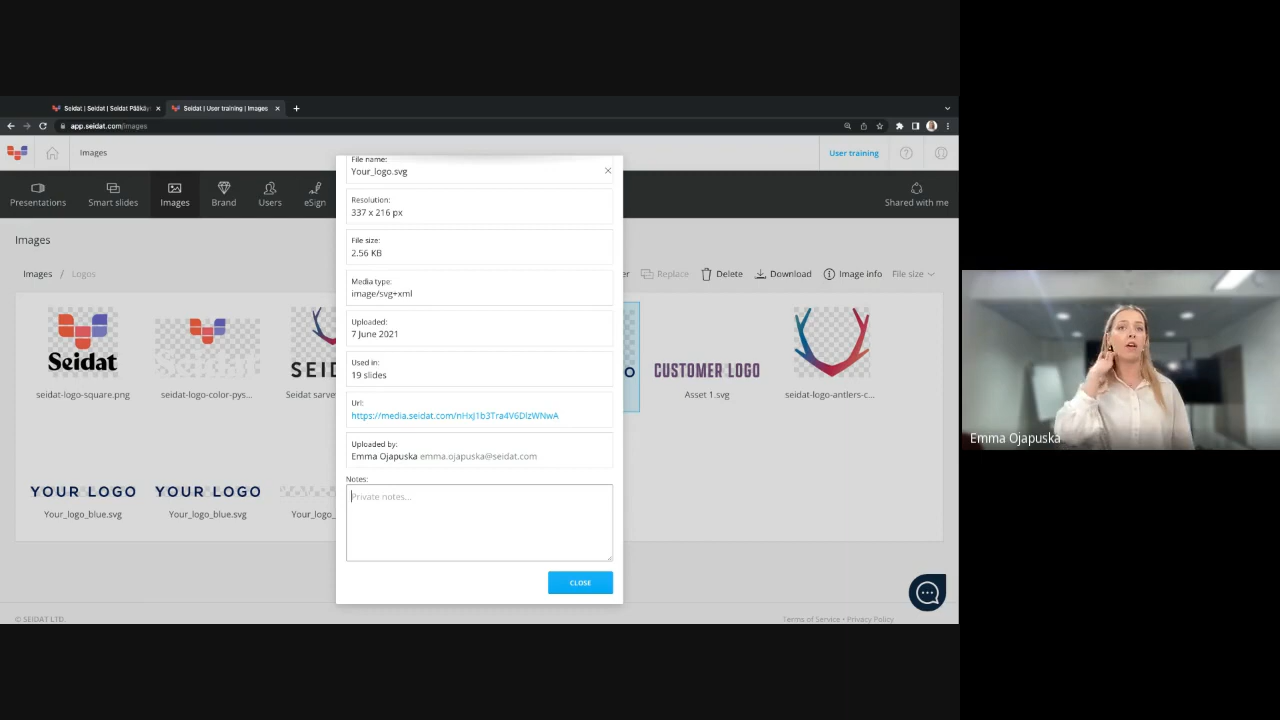 Seidat | Seidat | Seidat Pääkäy
Seidat | User training | Images
app.seidat.com/images
Images
User training
Presentations
Smart slides
Images
Brand
Users
eSign
Shared with me
Images
Images / Logos
Replace
Delete
Download
Image info
File size
File name:
Your_logo.svg
Resolution:
337 x 216 px
File size:
2.56 KB
Media type:
image/svg+xml
Uploaded:
7 June 2021
Used in:
19 slides
Url:
https://media.seidat.com/nHxJ1b3Tra4V6DIzWNwA
Uploaded by:
Emma Ojapuska emma.ojapuska@seidat.com
Notes:
Private notes...
CLOSE
Seidat
SEID
CUSTOMER LOGO
seidat-logo-square.png
seidat-logo-color-pys...
Seidat sarve
Asset 1.svg
seidat-logo-antlers-c...
YOUR LOGO
YOUR LOGO
Your_logo_blue.svg
Your_logo_blue.svg
Your_logo_
© SEIDAT LTD.
Terms of Service • Privacy Policy
Emma Ojapuska